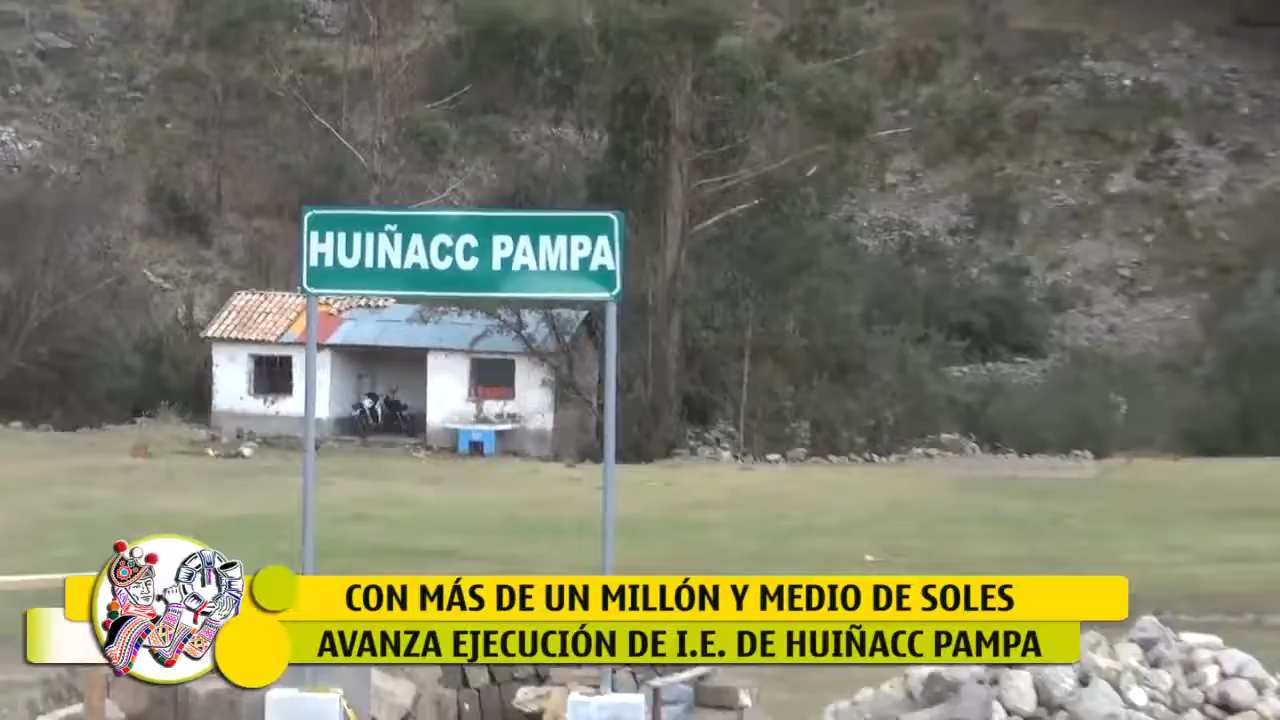 HUIÑACC PAMPA
CON MÁS DE UN MILLÓN Y MEDIO DE SOLES
AVANZA EJECUCIÓN DE I.E. DE HUIÑACC PAMPA